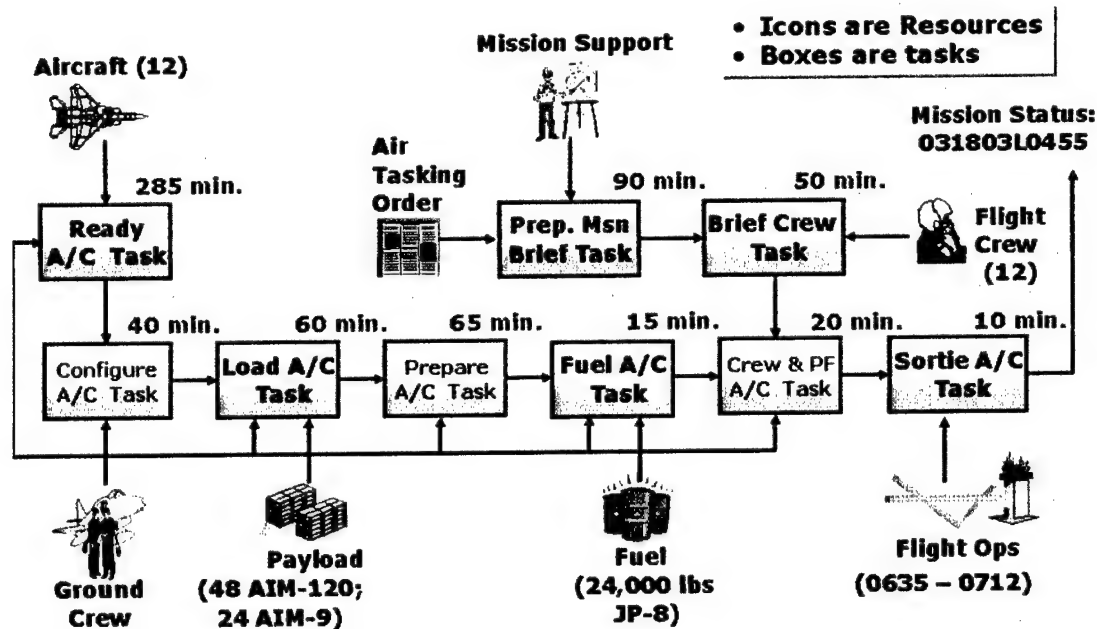 • Icons are Resources
• Boxes are tasks
Mission Support
Aircraft (12)
Mission Status:
031803L0455
Air
Tasking
Order
285 min.
90 min.
50 min.
Ready
A/C Task
Prep. Msn
Brief Task
Brief Crew
Task
Flight
Crew
(12)
40 min.
60 min.
65 min.
15 min.
20 min.
10 min.
Configure
A/C Task
Load A/C
Task
Prepare
A/C Task
Fuel A/C
Task
Crew & PF
A/C Task
Sortie A/C
Task
Ground
Crew
Payload
(48 AIM-120;
24 AIM-9)
Fuel
(24,000 lbs
JP-8)
Flight Ops
(0635 – 0712)